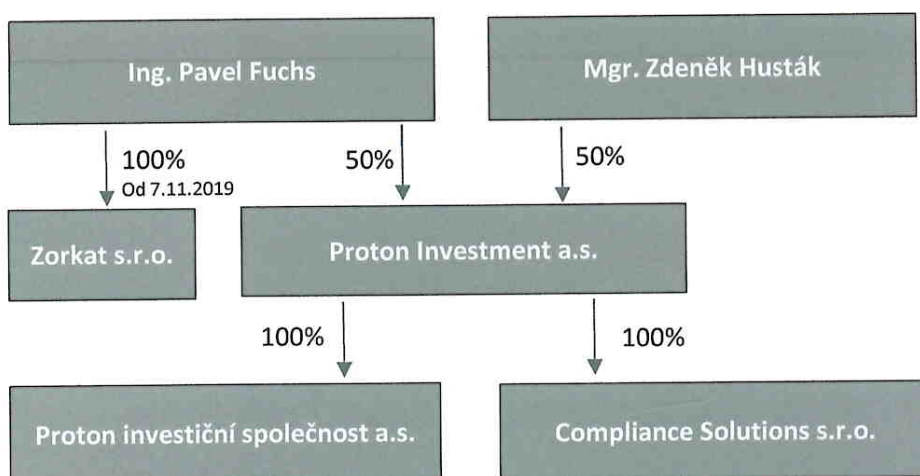 Ing. Pavel Fuchs
Mgr. Zdeněk Husták
100%
Od 7.11.2019
50%
50%
Zorkat s.r.o.
Proton Investment a.s.
100%
100%
Proton investiční společnost a.s.
Compliance Solutions s.r.o.